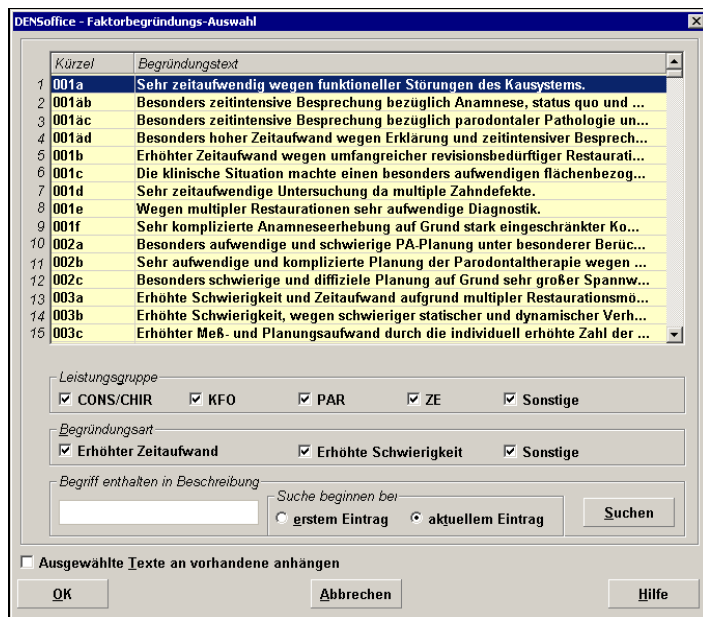 DENSoffice - Faktorbegründungs-Auswahl
Kürzel Begründungstext
1 001a Sehr zeitaufwendig wegen funktioneller Störungen des Kausystems.
2 001äb Besonders zeitintensive Besprechung bezüglich Anamnese, status quo und ...
3 001äc Besonders zeitintensive Besprechung bezüglich parodontaler Pathologie un...
4 001äd Besonders hoher Zeitaufwand wegen Erklärung und zeitintensiver Besprech...
5 001b Erhöhter Zeitaufwand wegen umfangreicher revisionsbedürftiger Restaurati...
6 001c Die klinische Situation machte einen besonders aufwendigen flächenbezog...
7 001d Sehr zeitaufwendige Untersuchung da multiple Zahndefekte.
8 001e Wegen multipler Restaurationen sehr aufwendige Diagnostik.
9 001f Sehr komplizierte Anamneseerhebung auf Grund stark eingeschränkter Ko...
10 002a Besonders aufwendige und schwierige PA-Planung unter besonderer Berüc...
11 002b Sehr aufwendige und komplizierte Planung der Parodontaltherapie wegen ...
12 002c Besonders schwierige und diffiziele Planung auf Grund sehr großer Spannw...
13 003a Erhöhte Schwierigkeit und Zeitaufwand aufgrund multipler Restaurationsmö...
14 003b Erhöhte Schwierigkeit, wegen schwieriger statischer und dynamischer Verh...
15 003c Erhöhter Meß- und Planungsaufwand durch die individuell erhöhte Zahl der ...
Leistungsgruppe
CONS/CHIR KFO PAR ZE Sonstige
Begründungsart
Erhöhter Zeitaufwand Erhöhte Schwierigkeit Sonstige
Begriff enthalten in Beschreibung
Suche beginnen bei
erstem Eintrag aktuellem Eintrag Suchen
Ausgewählte Texte an vorhandene anhängen
OK Abbrechen Hilfe